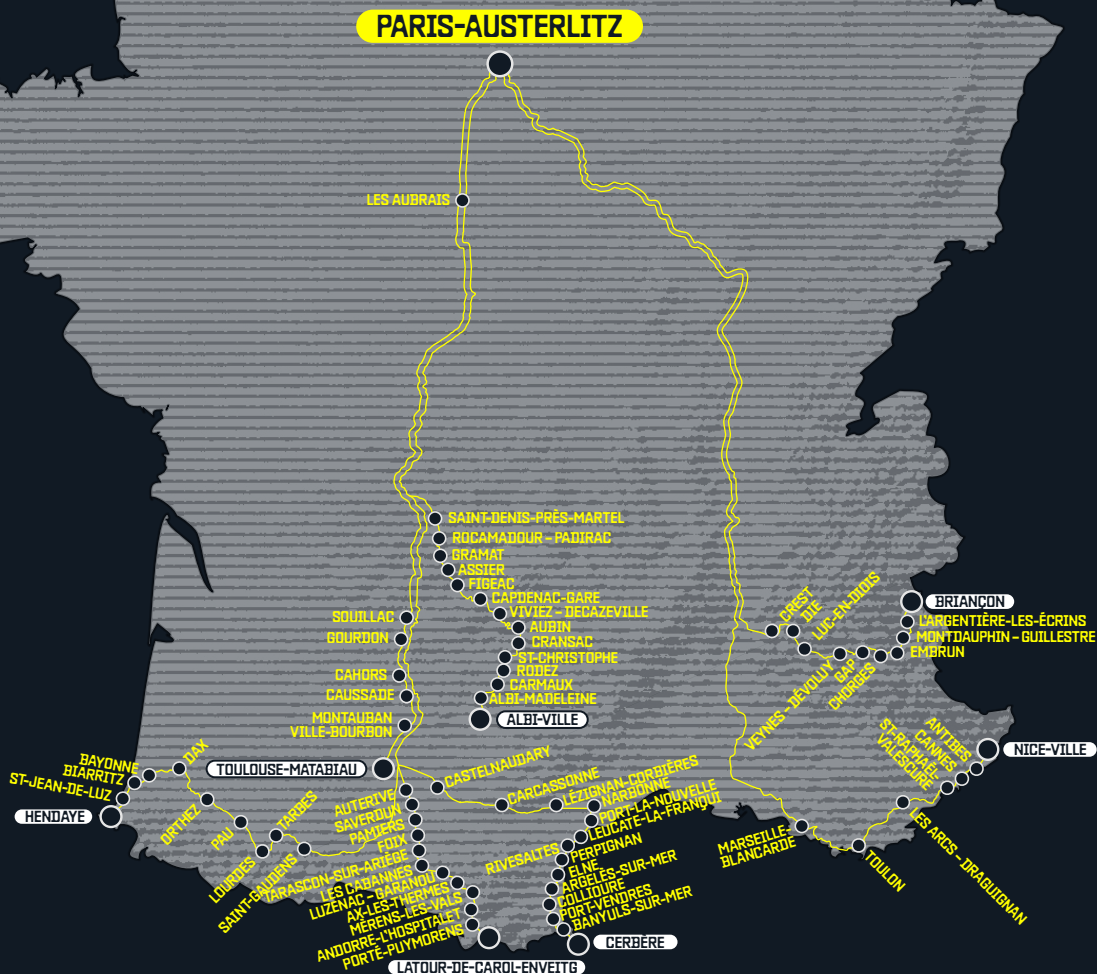 PARIS-AUSTERLITZ
LES AUBRAIS
SAINT-DENIS-PRÈS-MARTEL
ROCAMADOUR – PADIRAC
GRAMAT
ASSIER
FIGEAC
CAPDENAC-GARE
VIVIEZ – DECAZEVILLE
AUBIN
CRANSAC
ST-CHRISTOPHE
RODEZ
CARMAUX
ALBI-MADELEINE
ALBI-VILLE
SOUILLAC
GOURDON
CAHORS
CAUSSADE
MONTAUBAN
VILLE-BOURBON
TOULOUSE-MATABIAU
CREST
DIE
LUC-EN-DIOIS
VEYNES – DÉVOLUY
GAP
CHORGES
EMBRUN
MONTDAUPHIN – GUILLESTRE
L'ARGENTIÈRE-LES-ÉCRINS
BRIANÇON
NICE-VILLE
ANTIBES
CANNES
ST-RAPHAËL-
VALESCURE
LES ARCS – DRAGUIGNAN
TOULON
MARSEILLE-
BLANCARDE
DAX
BAYONNE
BIARRITZ
ST-JEAN-DE-LUZ
HENDAYE
ORTHEZ
PAU
LOURDES
TARBES
SAINT-GAUDENS
AUTERIVE
SAVERDUN
PAMIERS
FOIX
TARASCON-SUR-ARIÈGE
LES CABANNES
LUZENAC – GARANOU
AX-LES-THERMES
MÉRENS-LES-VALS
ANDORRE-L'HOSPITALET
PORTÉ-PUYMORENS
LATOUR-DE-CAROL-ENVEITG
CASTELNAUDARY
CARCASSONNE
LÉZIGNAN-CORBIÈRES
NARBONNE
PORT-LA-NOUVELLE
LEUCATE-LA-FRANQUI
RIVESALTES
PERPIGNAN
ELNE
ARGELÈS-SUR-MER
COLLIOURE
PORT-VENDRES
BANYULS-SUR-MER
CERBÈRE